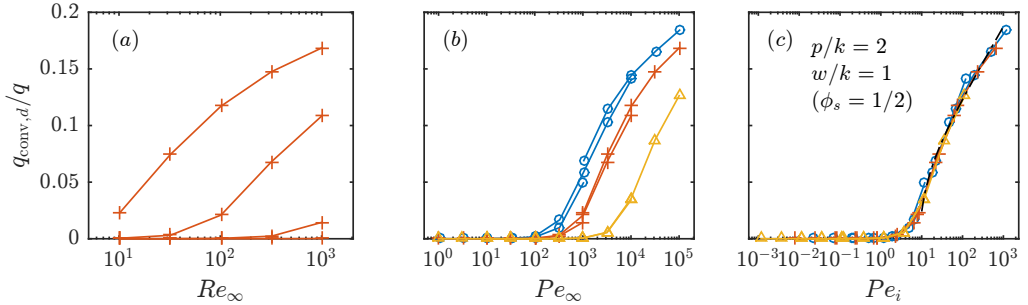 (a)
(b)
(c)
p/k = 2
w/k = 1
(ϕ_s = 1/2)
q_{conv,d}/q
0.2
0.15
0.1
0.05
0
10^1 10^2 10^3
10^0 10^1 10^2 10^3 10^4 10^5
10^{-3} 10^{-2} 10^{-1} 10^0 10^1 10^2 10^3
Re_∞
Pe_∞
Pe_i